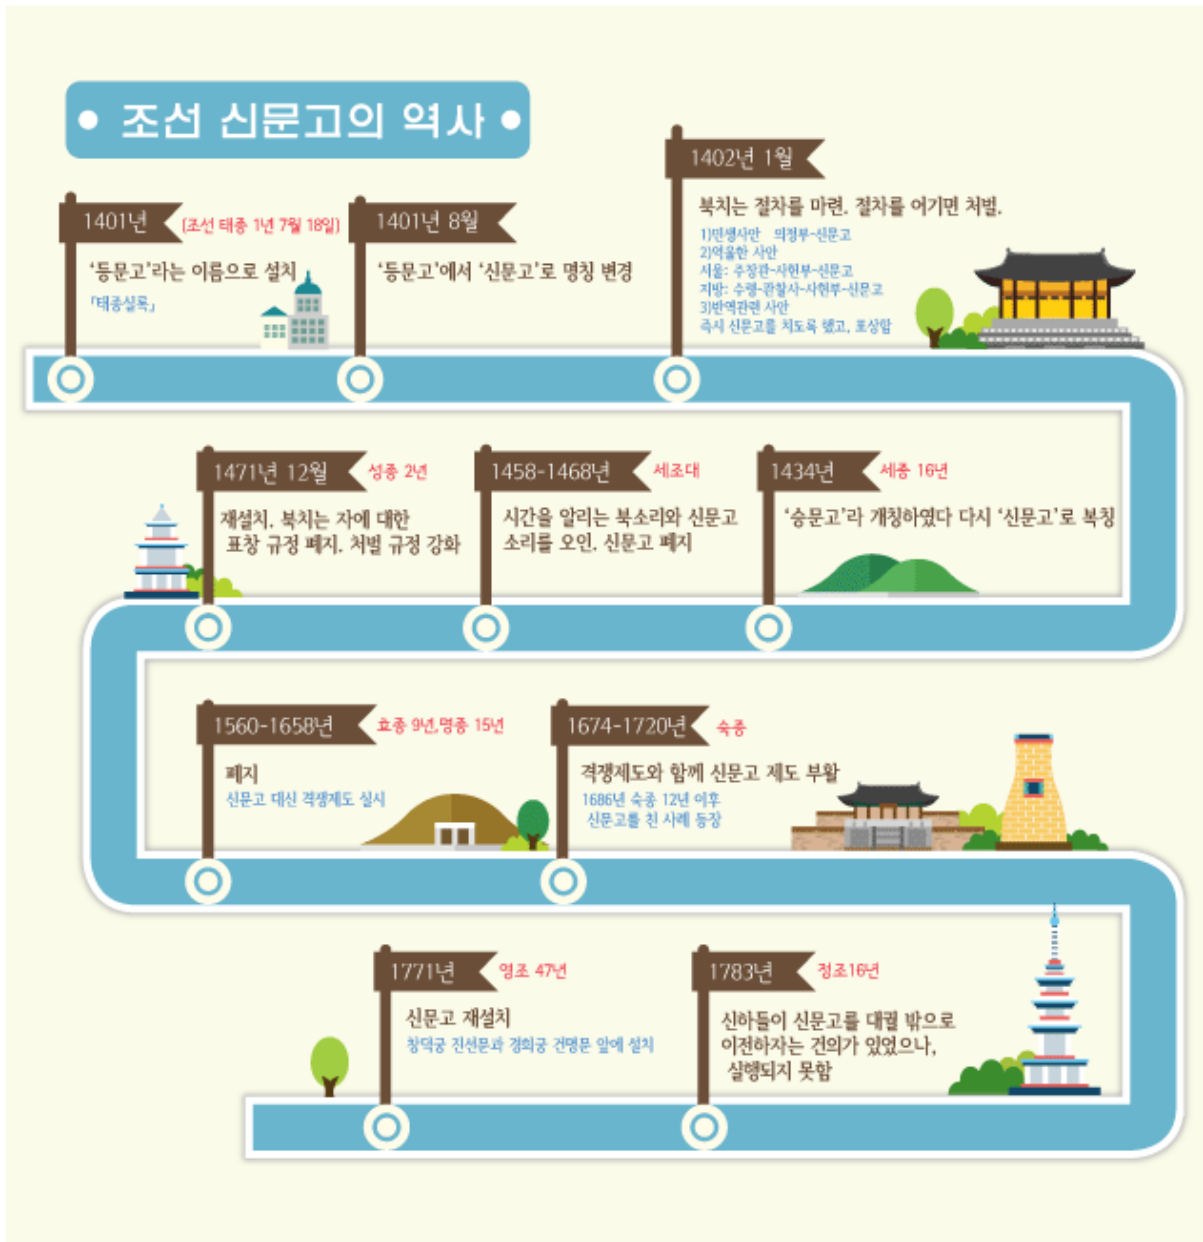 조선 신문고의 역사
1401년
(조선 태종 1년 7월 18일)
‘등문고’라는 이름으로 설치
「태종실록」
1401년 8월
‘등문고’에서 ‘신문고’로 명칭 변경
1402년 1월
북치는 절차를 마련. 절차를 어기면 처벌.
1)민생사안 의정부-신문고
2)억울한 사안
서울: 주장관-사헌부-신문고
지방: 수령-관찰사-사헌부-신문고
3)반역관련 사안
즉시 신문고를 치도록 했고, 포상함
1434년
세종 16년
‘승문고’라 개칭하였다 다시 ‘신문고’로 복칭
1458-1468년
세조대
시간을 알리는 북소리와 신문고
소리를 오인. 신문고 폐지
1471년 12월
성종 2년
재설치. 북치는 자에 대한
표창 규정 폐지. 처벌 규정 강화
1560-1658년
효종 9년,명종 15년
폐지
신문고 대신 격쟁제도 실시
1674-1720년
숙종
격쟁제도와 함께 신문고 제도 부활
1686년 숙종 12년 이후
신문고를 친 사례 등장
1771년
영조 47년
신문고 재설치
창덕궁 진선문과 경희궁 건명문 앞에 설치
1783년
정조16년
신하들이 신문고를 대궐 밖으로
이전하자는 건의가 있었으나,
실행되지 못함